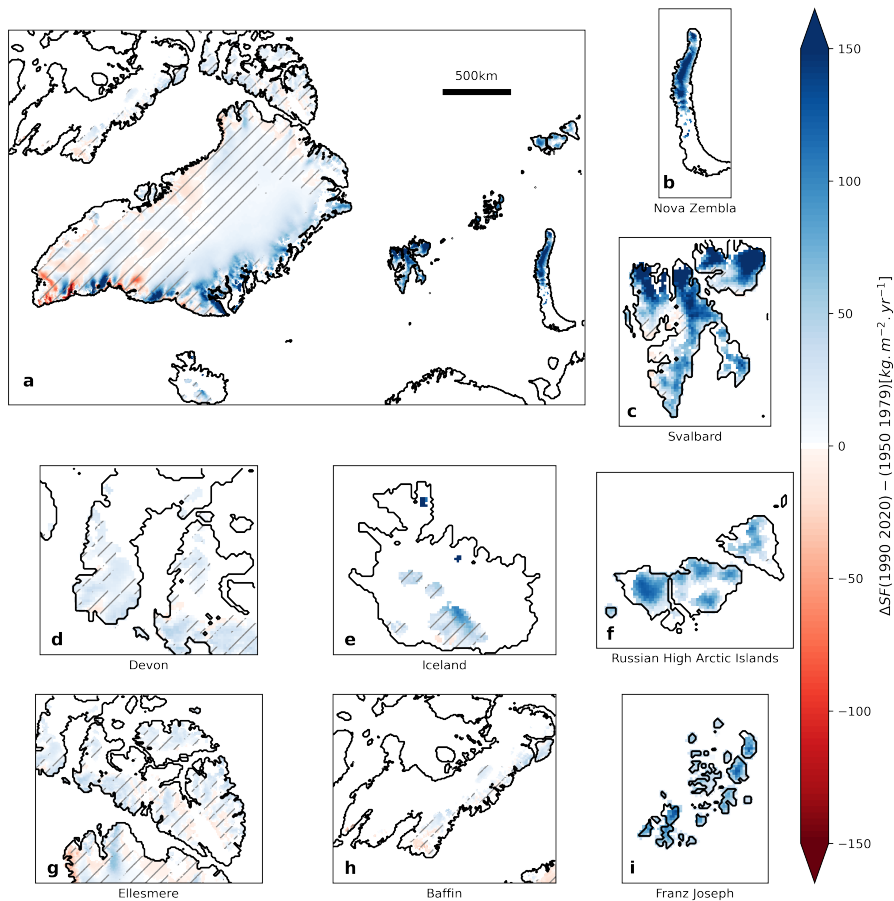 500km
a
b
Nova Zembla
c
Svalbard
d
Devon
e
Iceland
f
Russian High Arctic Islands
g
Ellesmere
h
Baffin
i
Franz Joseph
150
100
50
0
−50
−100
−150
ΔSF(1990 2020) − (1950 1979)[kg.m⁻².yr⁻¹]